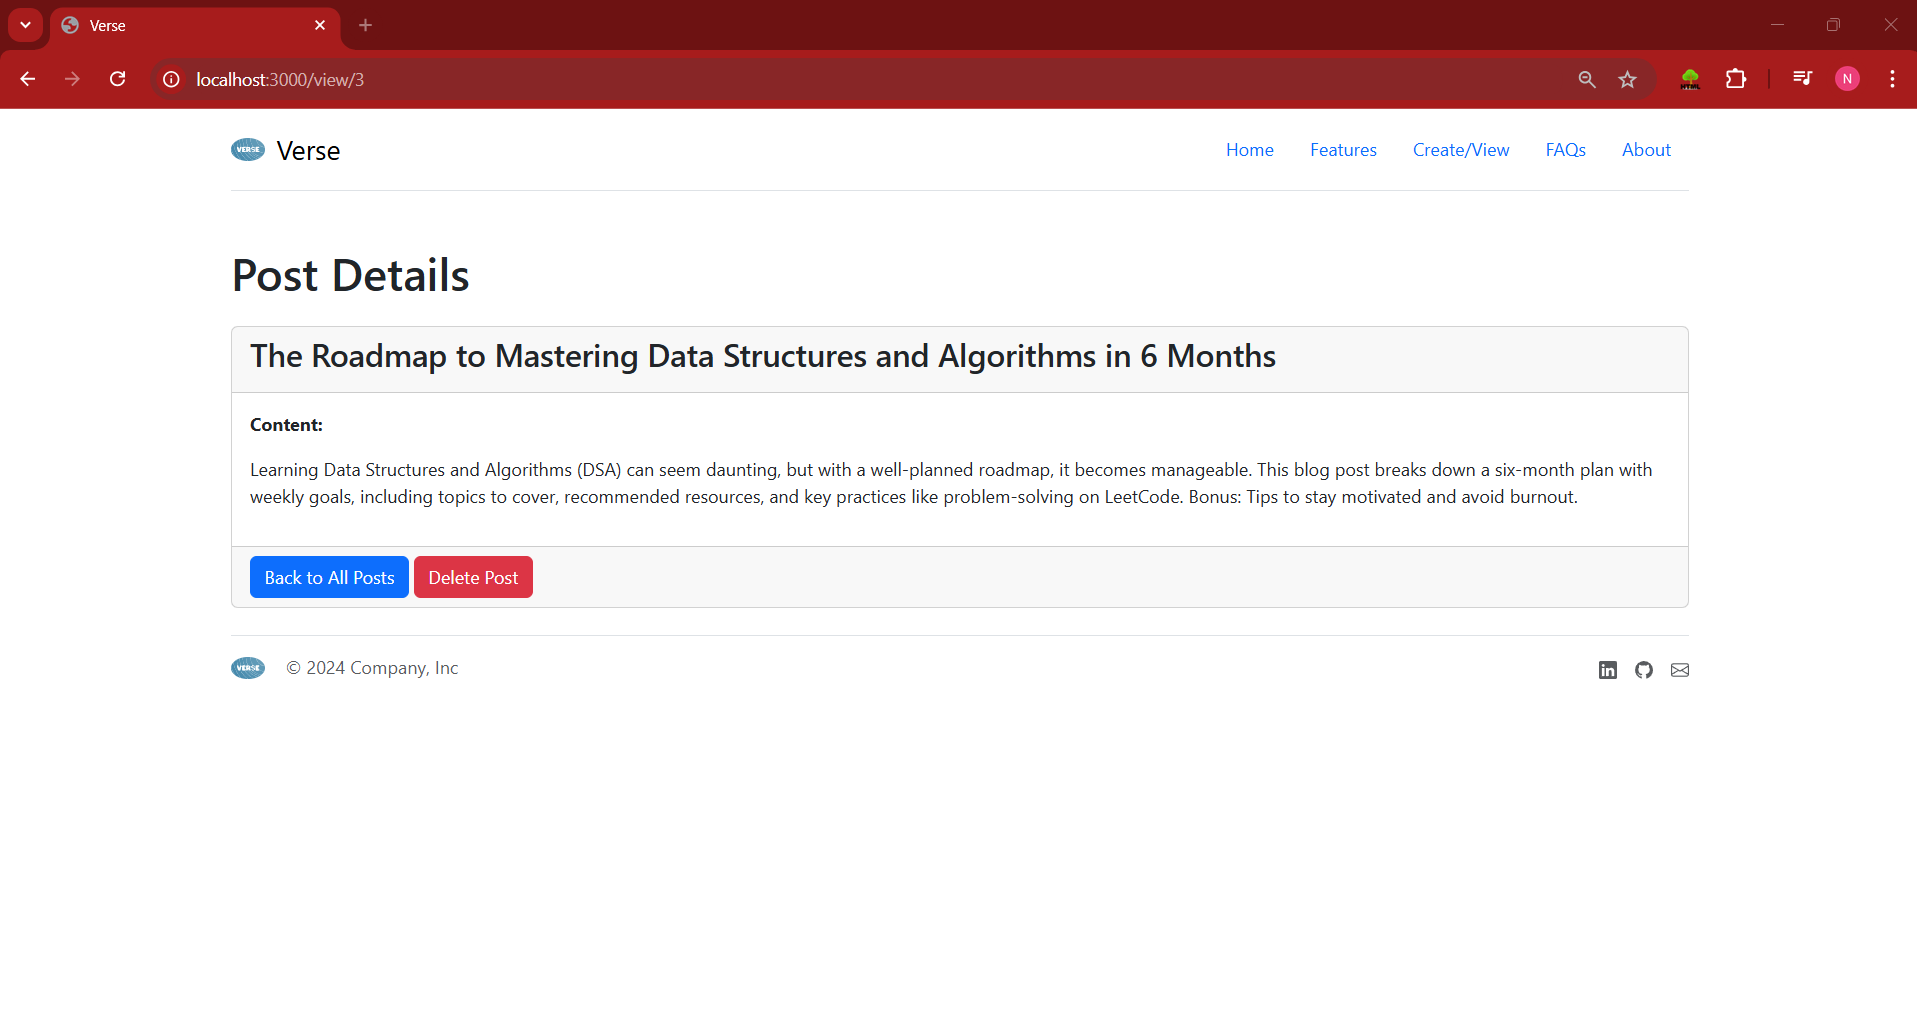 Verse
localhost:3000/view/3
N
VERSE Verse Home Features Create/View FAQs About
Post Details
The Roadmap to Mastering Data Structures and Algorithms in 6 Months
Content:
Learning Data Structures and Algorithms (DSA) can seem daunting, but with a well-planned roadmap, it becomes manageable. This blog post breaks down a six-month plan with
weekly goals, including topics to cover, recommended resources, and key practices like problem-solving on LeetCode. Bonus: Tips to stay motivated and avoid burnout.
Back to All Posts Delete Post
VERSE © 2024 Company, Inc
in